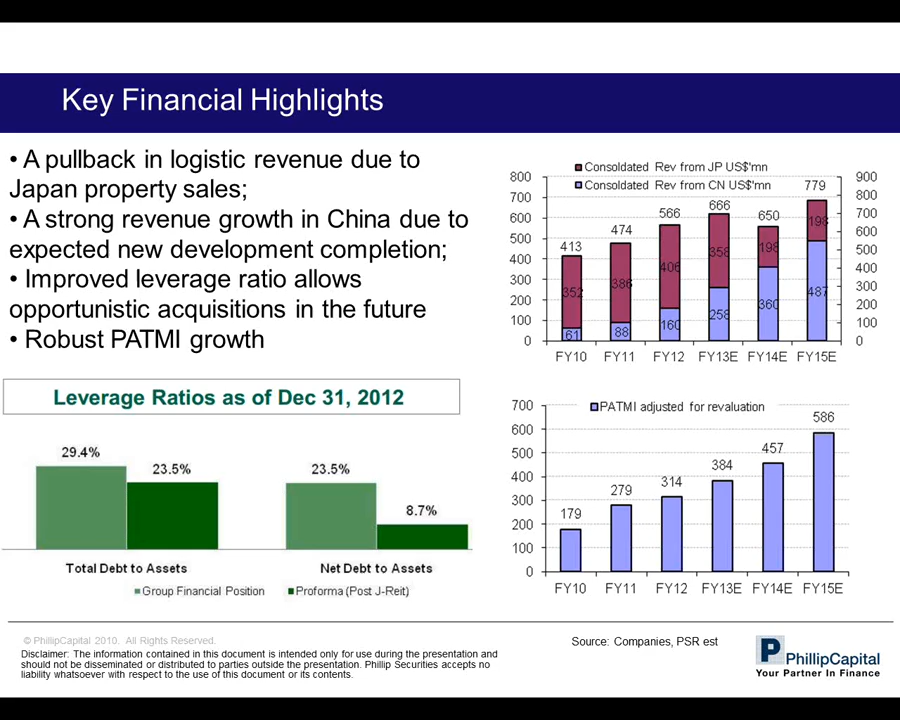 Key Financial Highlights
• A pullback in logistic revenue due to
Japan property sales;
• A strong revenue growth in China due to
expected new development completion;
• Improved leverage ratio allows
opportunistic acquisitions in the future
• Robust PATMI growth
Leverage Ratios as of Dec 31, 2012
29.4%
23.5%
23.5%
8.7%
Total Debt to Assets
Net Debt to Assets
Group Financial Position
Proforma (Post J-Reit)
Consoldated Rev from JP US$'mn
Consoldated Rev from CN US$'mn
800
700
600
500
400
300
200
100
0
900
800
700
600
500
400
300
200
100
0
413
474
566
666
650
779
352
386
406
358
198
198
61
88
160
258
360
487
FY10 FY11 FY12 FY13E FY14E FY15E
PATMI adjusted for revaluation
700
600
500
400
300
200
100
0
179
279
314
384
457
586
FY10 FY11 FY12 FY13E FY14E FY15E
© PhillipCapital 2010. All Rights Reserved.
Disclaimer: The information contained in this document is intended only for use during the presentation and
should not be disseminated or distributed to parties outside the presentation. Phillip Securities accepts no
liability whatsoever with respect to the use of this document or its contents.
Source: Companies, PSR est
P PhillipCapital
Your Partner In Finance